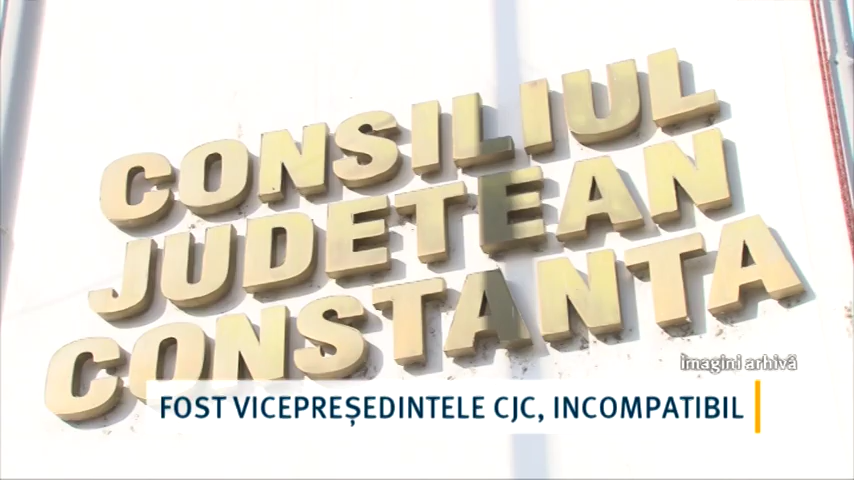 CONSILIUL
JUDETEAN
CONSTANTA
imagini arhivă
FOST VICEPREȘEDINTELE CJC, INCOMPATIBIL